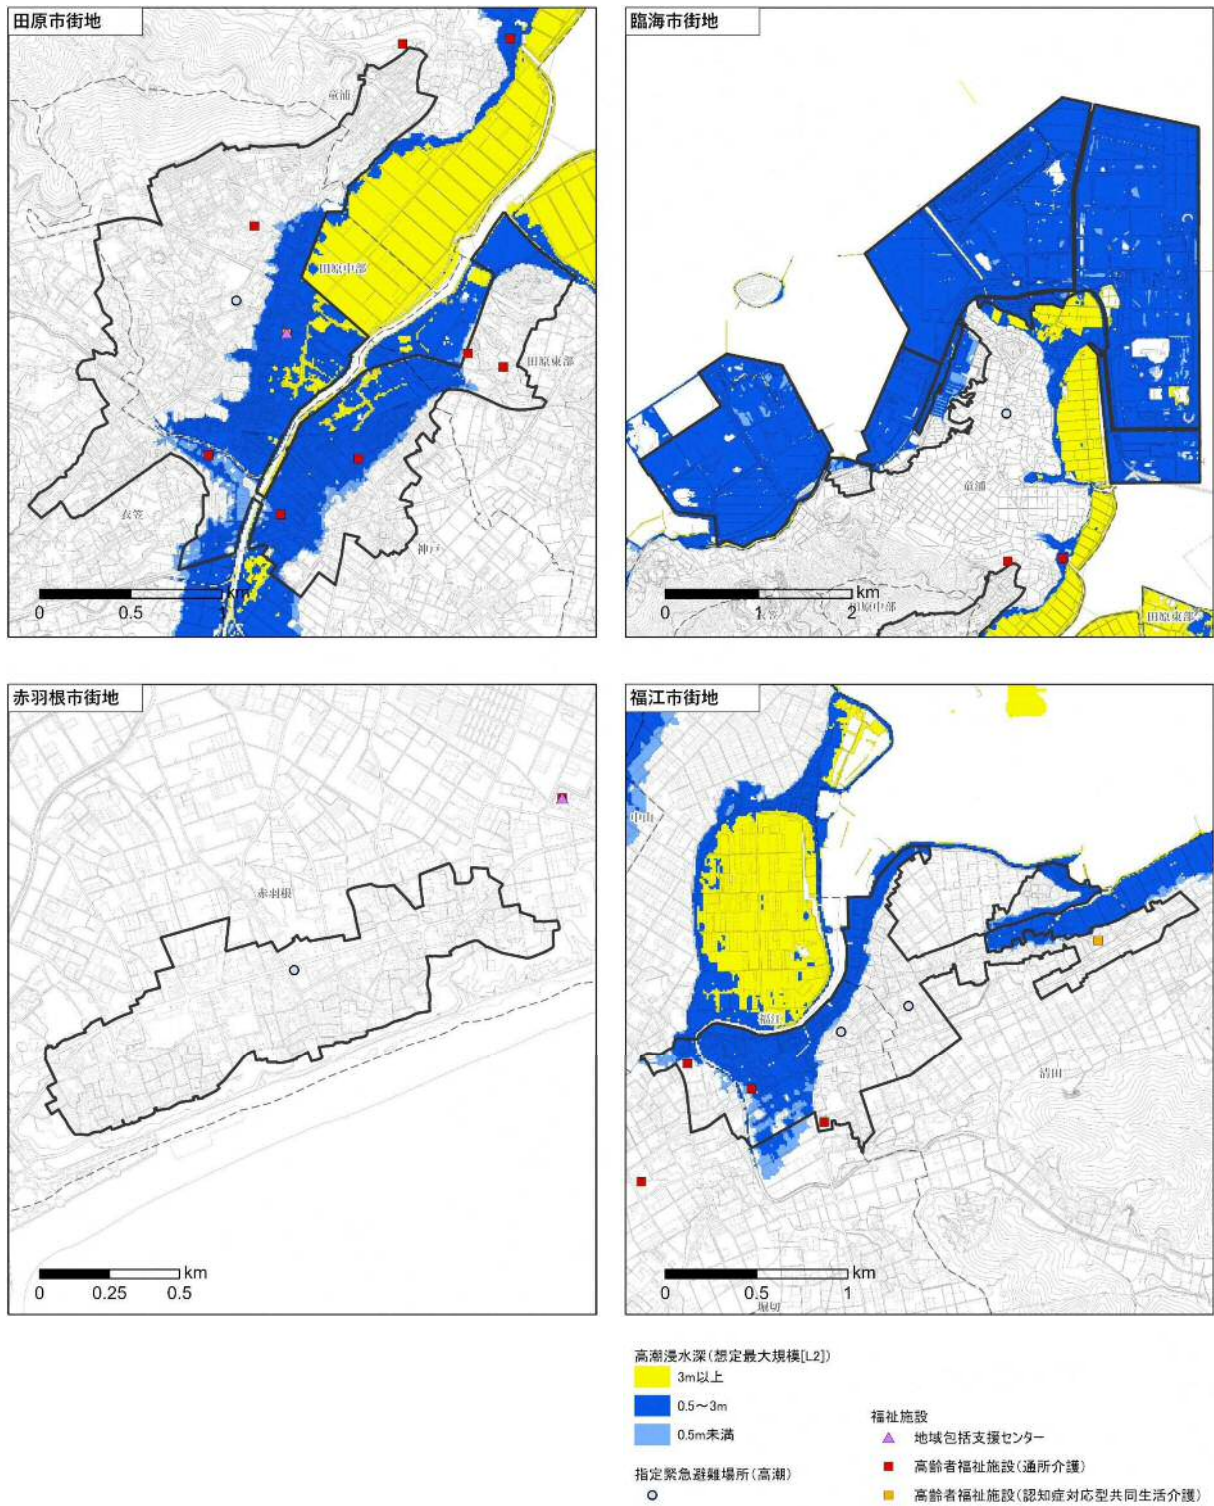 田原市街地
童浦
田原中部
田原東部
衣笠
神戸
km
0
0.5
1
臨海市街地
童浦
km
0
1
2
田原中部
衣笠
田原東部
赤羽根市街地
赤羽根
km
0
0.25
0.5
福江市街地
中山
福江
清田
km
0
0.5
1
堀切
高潮浸水深(想定最大規模[L2])
3m以上
0.5～3m
0.5m未満
指定緊急避難場所(高潮)
福祉施設
地域包括支援センター
高齢者福祉施設(通所介護)
高齢者福祉施設(認知症対応型共同生活介護)